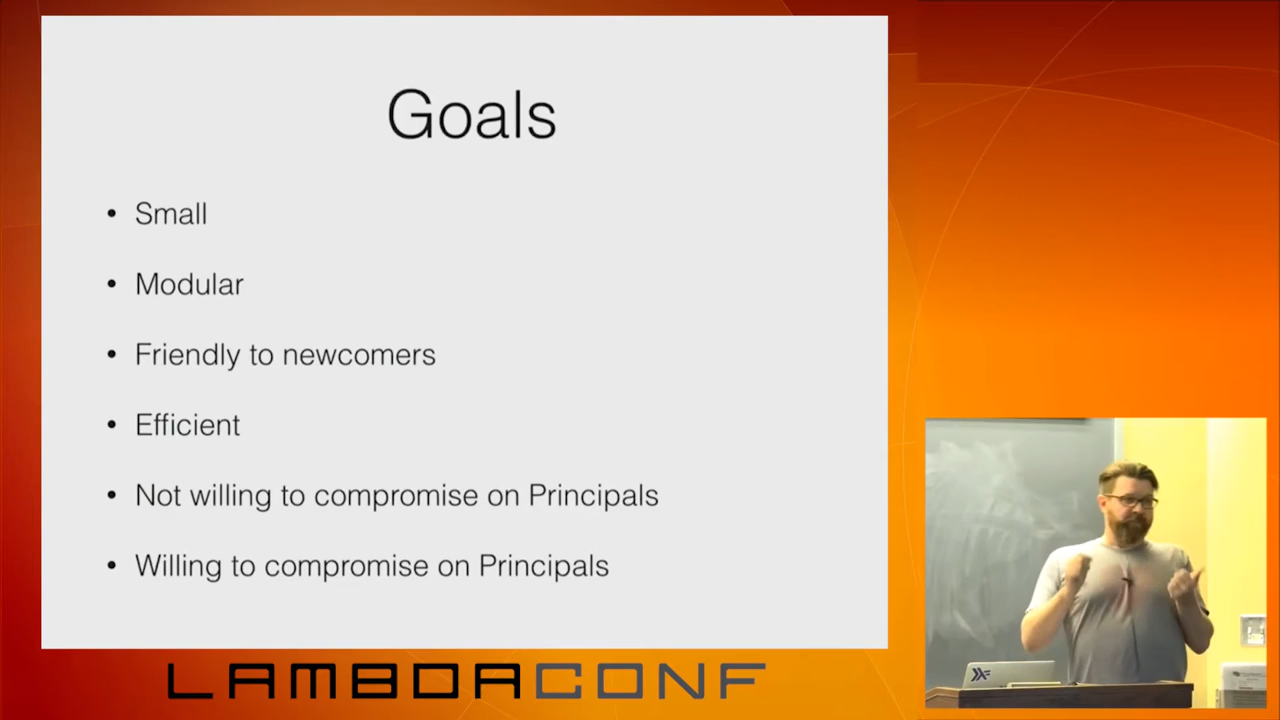 Goals
• Small
• Modular
• Friendly to newcomers
• Efficient
• Not willing to compromise on Principals
• Willing to compromise on Principals
LAMBDACONF